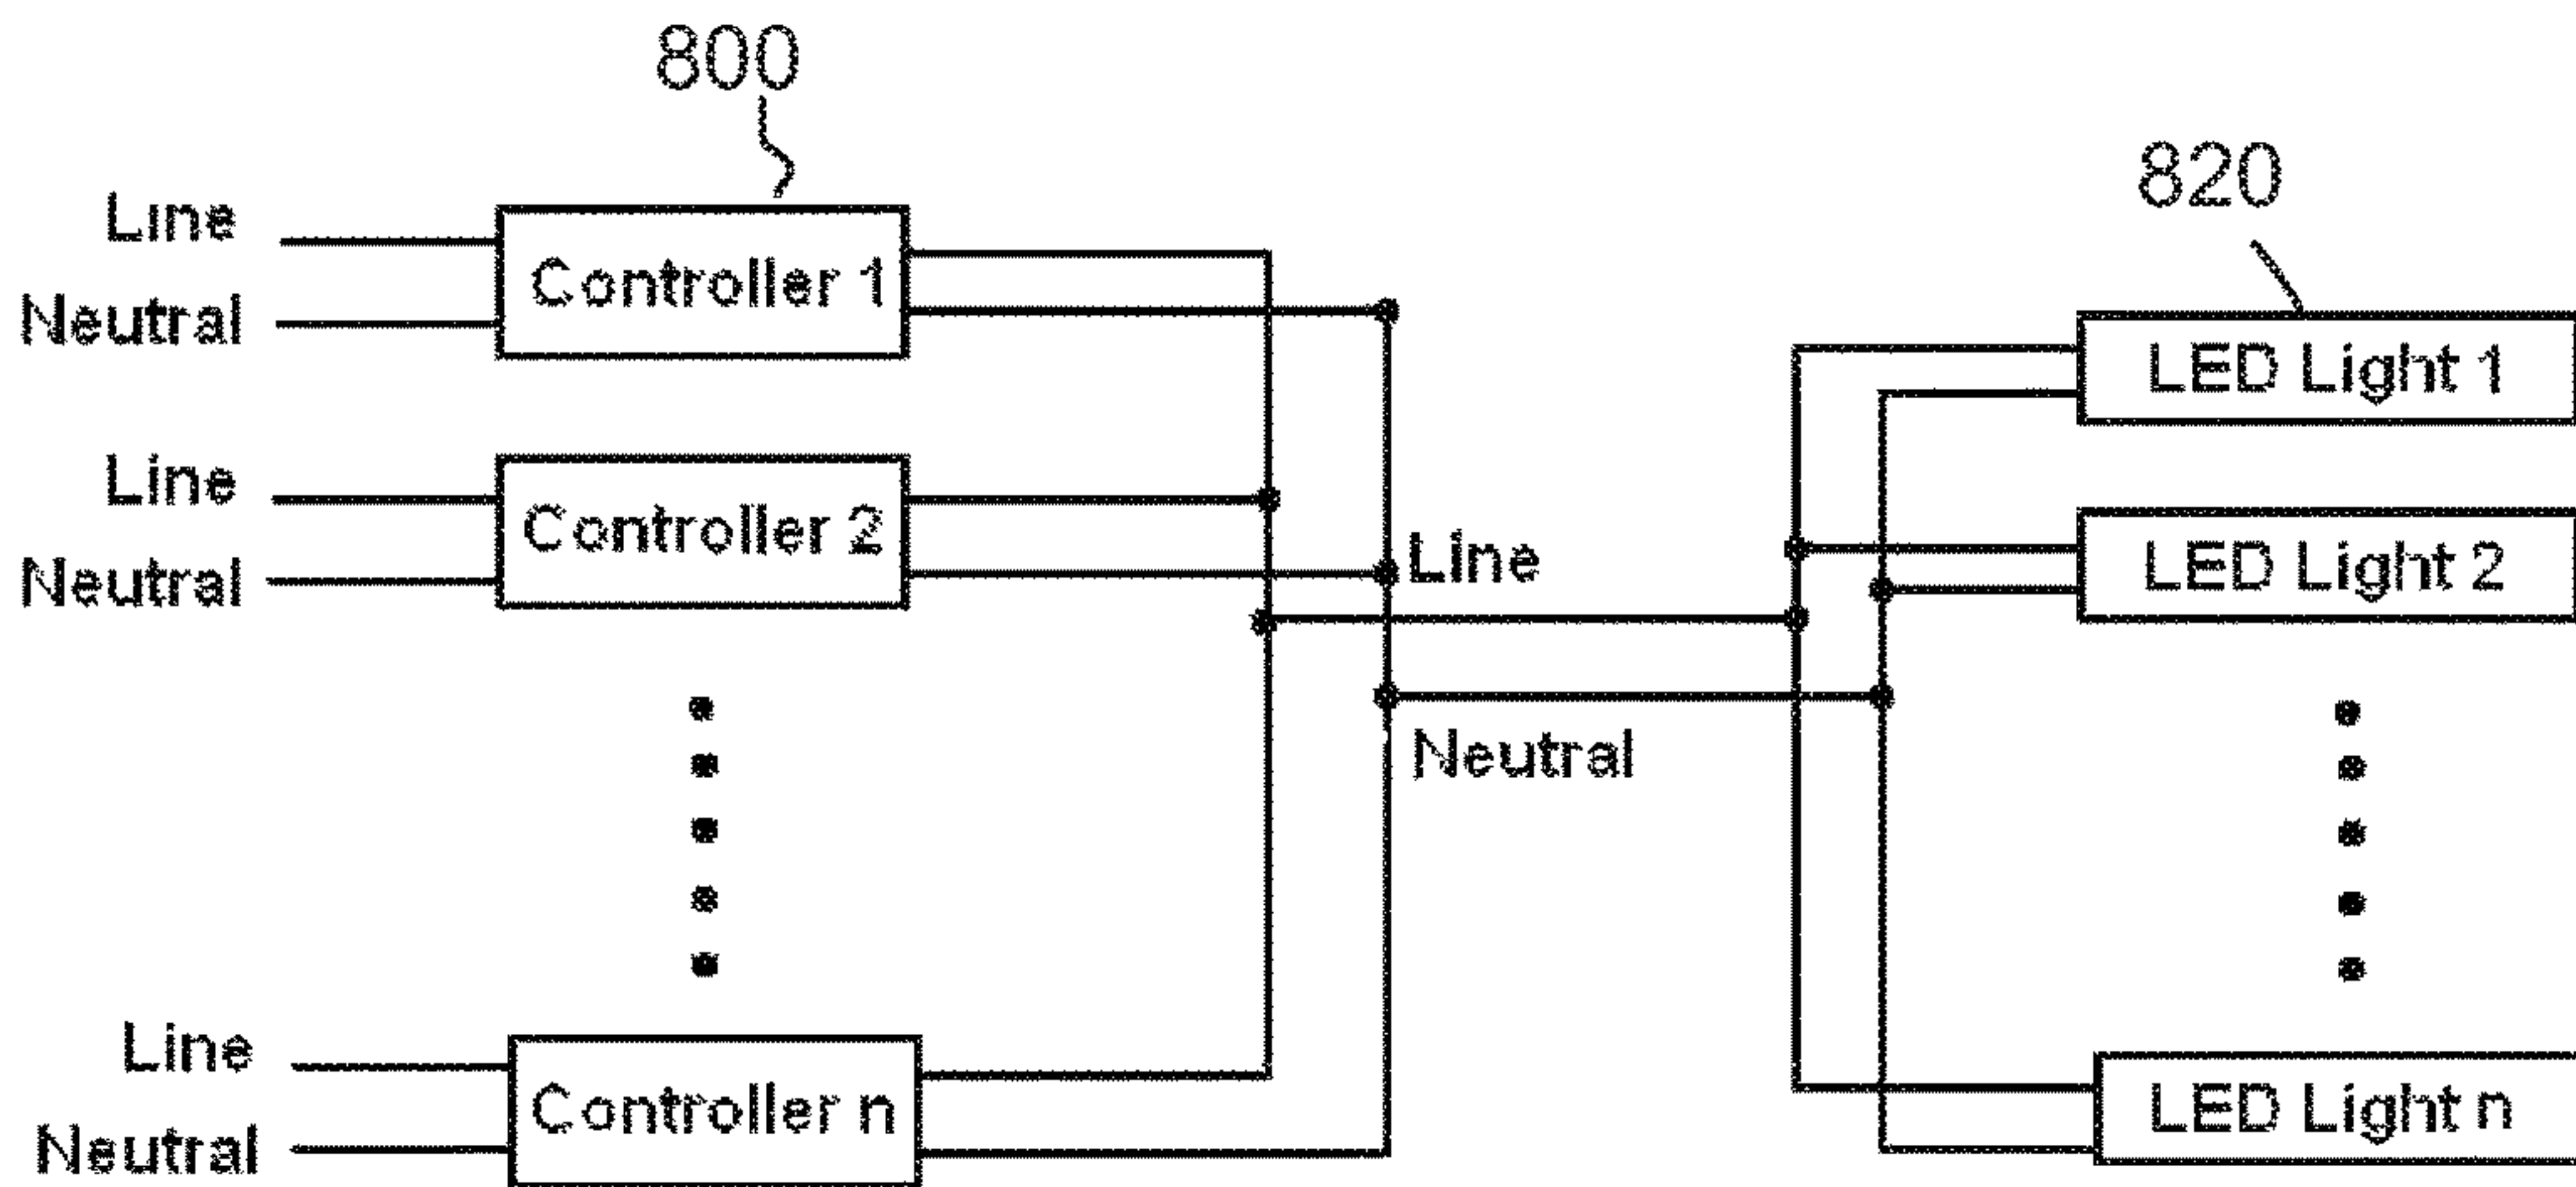 800
820
Line
Neutral
Controller 1
LED Light 1
Line
Neutral
Controller 2
Line
LED Light 2
Neutral
Line
Neutral
Controller n
LED Light n